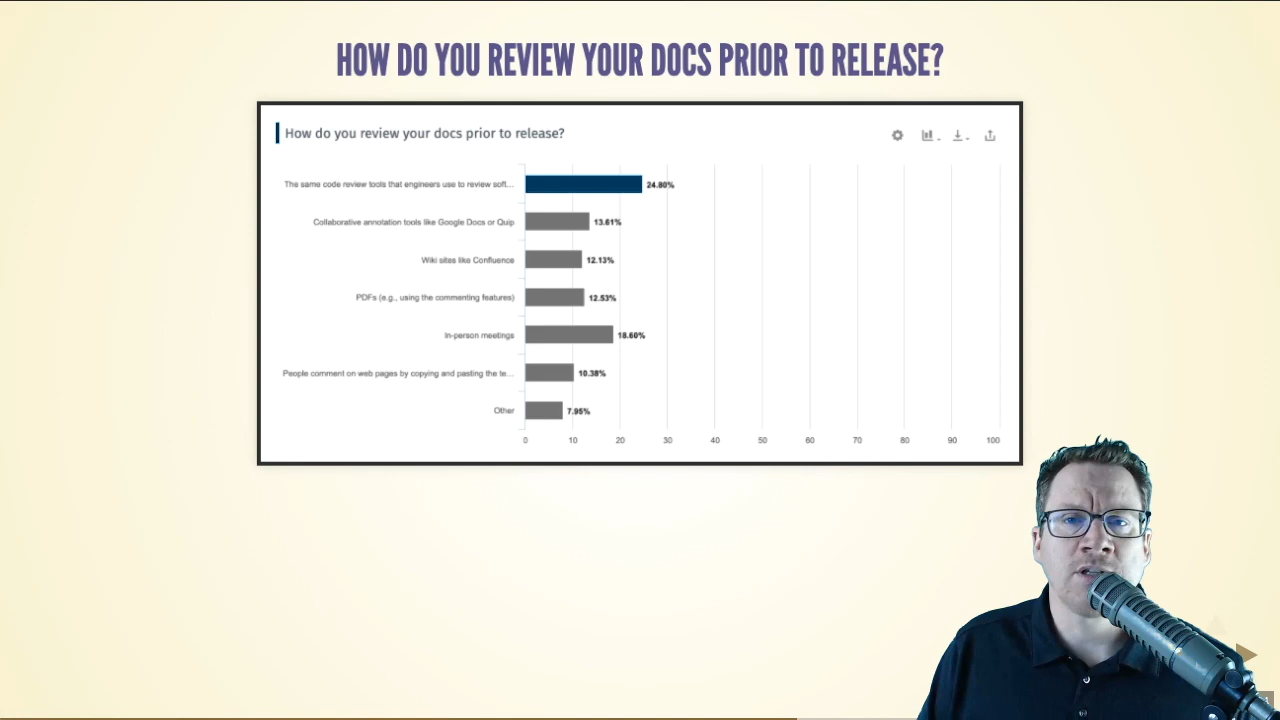 HOW DO YOU REVIEW YOUR DOCS PRIOR TO RELEASE?
How do you review your docs prior to release?
The same code review tools that engineers use to review soft... 24.80%
Collaborative annotation tools like Google Docs or Quip 13.61%
Wiki sites like Confluence 12.13%
PDFs (e.g., using the commenting features) 12.53%
In-person meetings 18.60%
People comment on web pages by copying and pasting the te... 10.38%
Other 7.95%
0 10 20 30 40 50 60 70 80 90 100